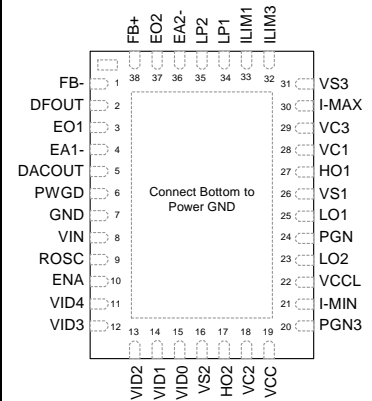 FB+ EO2 EA2- LP2 LP1 ILIM1 ILIM3
38 37 36 35 34 33 32
FB- 1 31 VS3
DFOUT 2 30 I-MAX
EO1 3 29 VC3
EA1- 4 28 VC1
DACOUT 5 27 HO1
PWGD 6 26 VS1
GND 7 25 LO1
VIN 8 24 PGN
ROSC 9 23 LO2
ENA 10 22 VCCL
VID4 11 21 I-MIN
VID3 12 20 PGN3
Connect Bottom to
Power GND
13 14 15 16 17 18 19
VID2 VID1 VID0 VS2 HO2 VC2 VCC